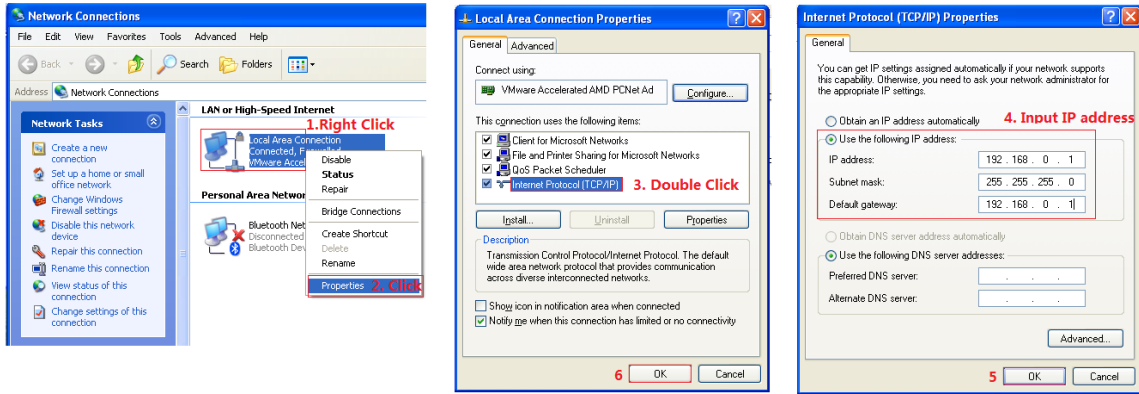 Network Connections
File Edit View Favorites Tools Advanced Help
Back Search Folders
Address Network Connections
Network Tasks
Create a new
connection
Set up a home or small
office network
Change Windows
Firewall settings
Disable this network
device
Repair this connection
Rename this connection
View status of this
connection
Change settings of this
connection
LAN or High-Speed Internet
1.Right Click
Local Area Connection
Connected, Firewalled
VMware Accel
Disable
Status
Repair
Bridge Connections
Create Shortcut
Delete
Rename
Properties 2. Click
Personal Area Networ
Bluetooth Net
Disconnected
Bluetooth Dev
Local Area Connection Properties
General Advanced
Connect using:
VMware Accelerated AMD PCNet Ad Configure...
This connection uses the following items:
Client for Microsoft Networks
File and Printer Sharing for Microsoft Networks
QoS Packet Scheduler
Internet Protocol (TCP/IP) 3. Double Click
Install... Uninstall Properties
Description
Transmission Control Protocol/Internet Protocol. The default
wide area network protocol that provides communication
across diverse interconnected networks.
Show icon in notification area when connected
Notify me when this connection has limited or no connectivity
6 OK Cancel
Internet Protocol (TCP/IP) Properties
General
You can get IP settings assigned automatically if your network supports
this capability. Otherwise, you need to ask your network administrator for
the appropriate IP settings.
Obtain an IP address automatically 4. Input IP address
Use the following IP address:
IP address: 192 . 168 . 0 . 1
Subnet mask: 255 . 255 . 255 . 0
Default gateway: 192 . 168 . 0 . 1
Obtain DNS server address automatically
Use the following DNS server addresses:
Preferred DNS server: . . .
Alternate DNS server: . . .
Advanced...
5 OK Cancel